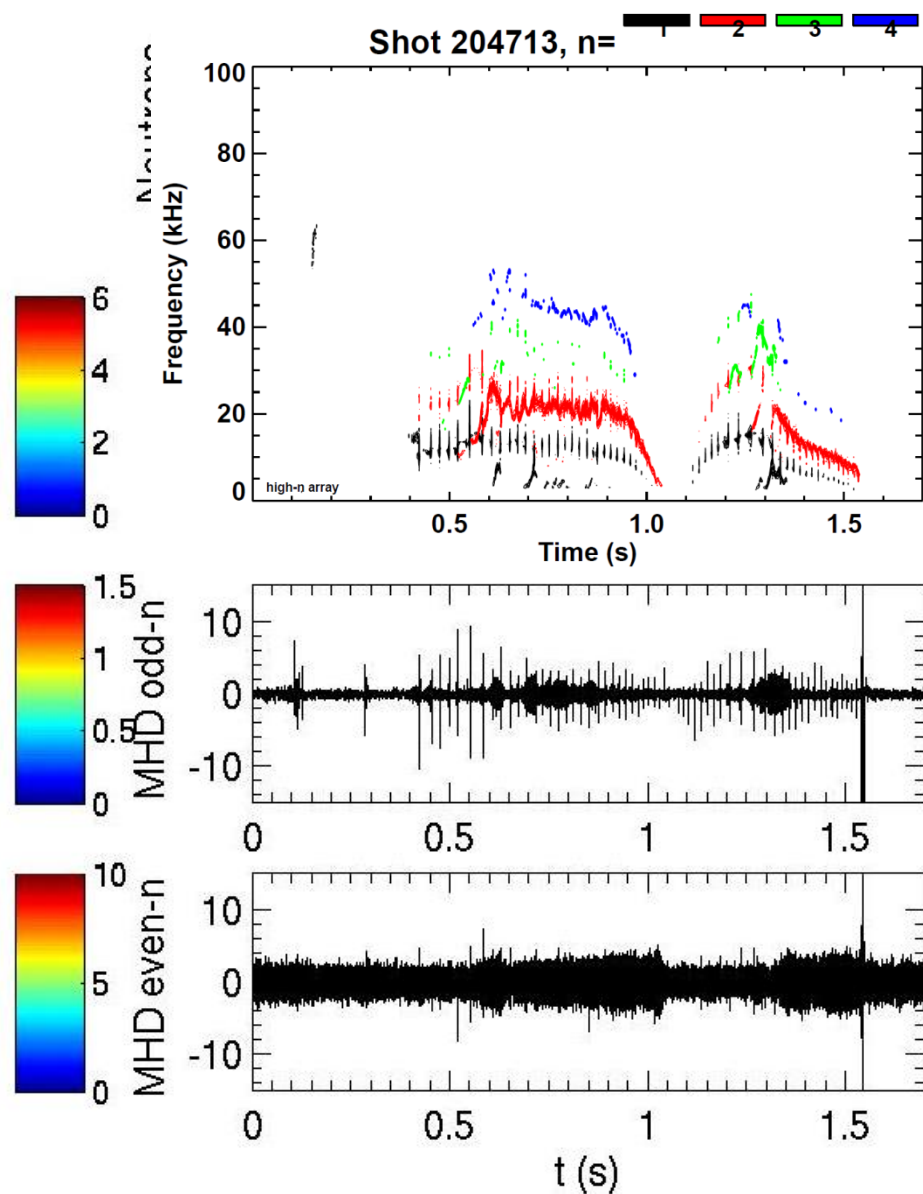 1 2 3 4
Shot 204713, n=
100
80
60
40
20
0
Frequency (kHz)
high-n array
0.5 1.0 1.5
Time (s)
6
4
2
0
1.5
1
0.5
0
MHD odd-n
10
0
-10
0 0.5 1 1.5
10
5
0
MHD even-n
10
0
-10
0 0.5 1 1.5
t (s)